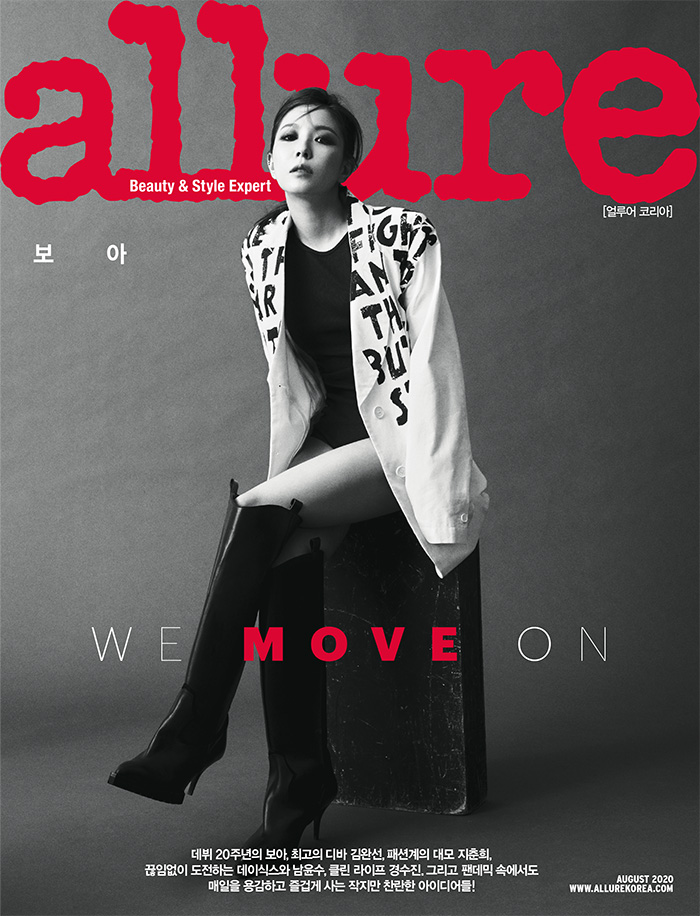 allure
Beauty & Style Expert
[얼루어 코리아]
보 아
FIGHT
AN
TH
BUT
WE MOVE ON
데뷔 20주년의 보아, 최고의 디바 김완선, 패션계의 대모 지춘희,
끊임없이 도전하는 데이식스와 남윤수, 클린 라이프 경수진, 그리고 팬데믹 속에서도
매일을 용감하고 즐겁게 사는 작지만 찬란한 아이디어들!
AUGUST 2020
WWW.ALLUREKOREA.COM